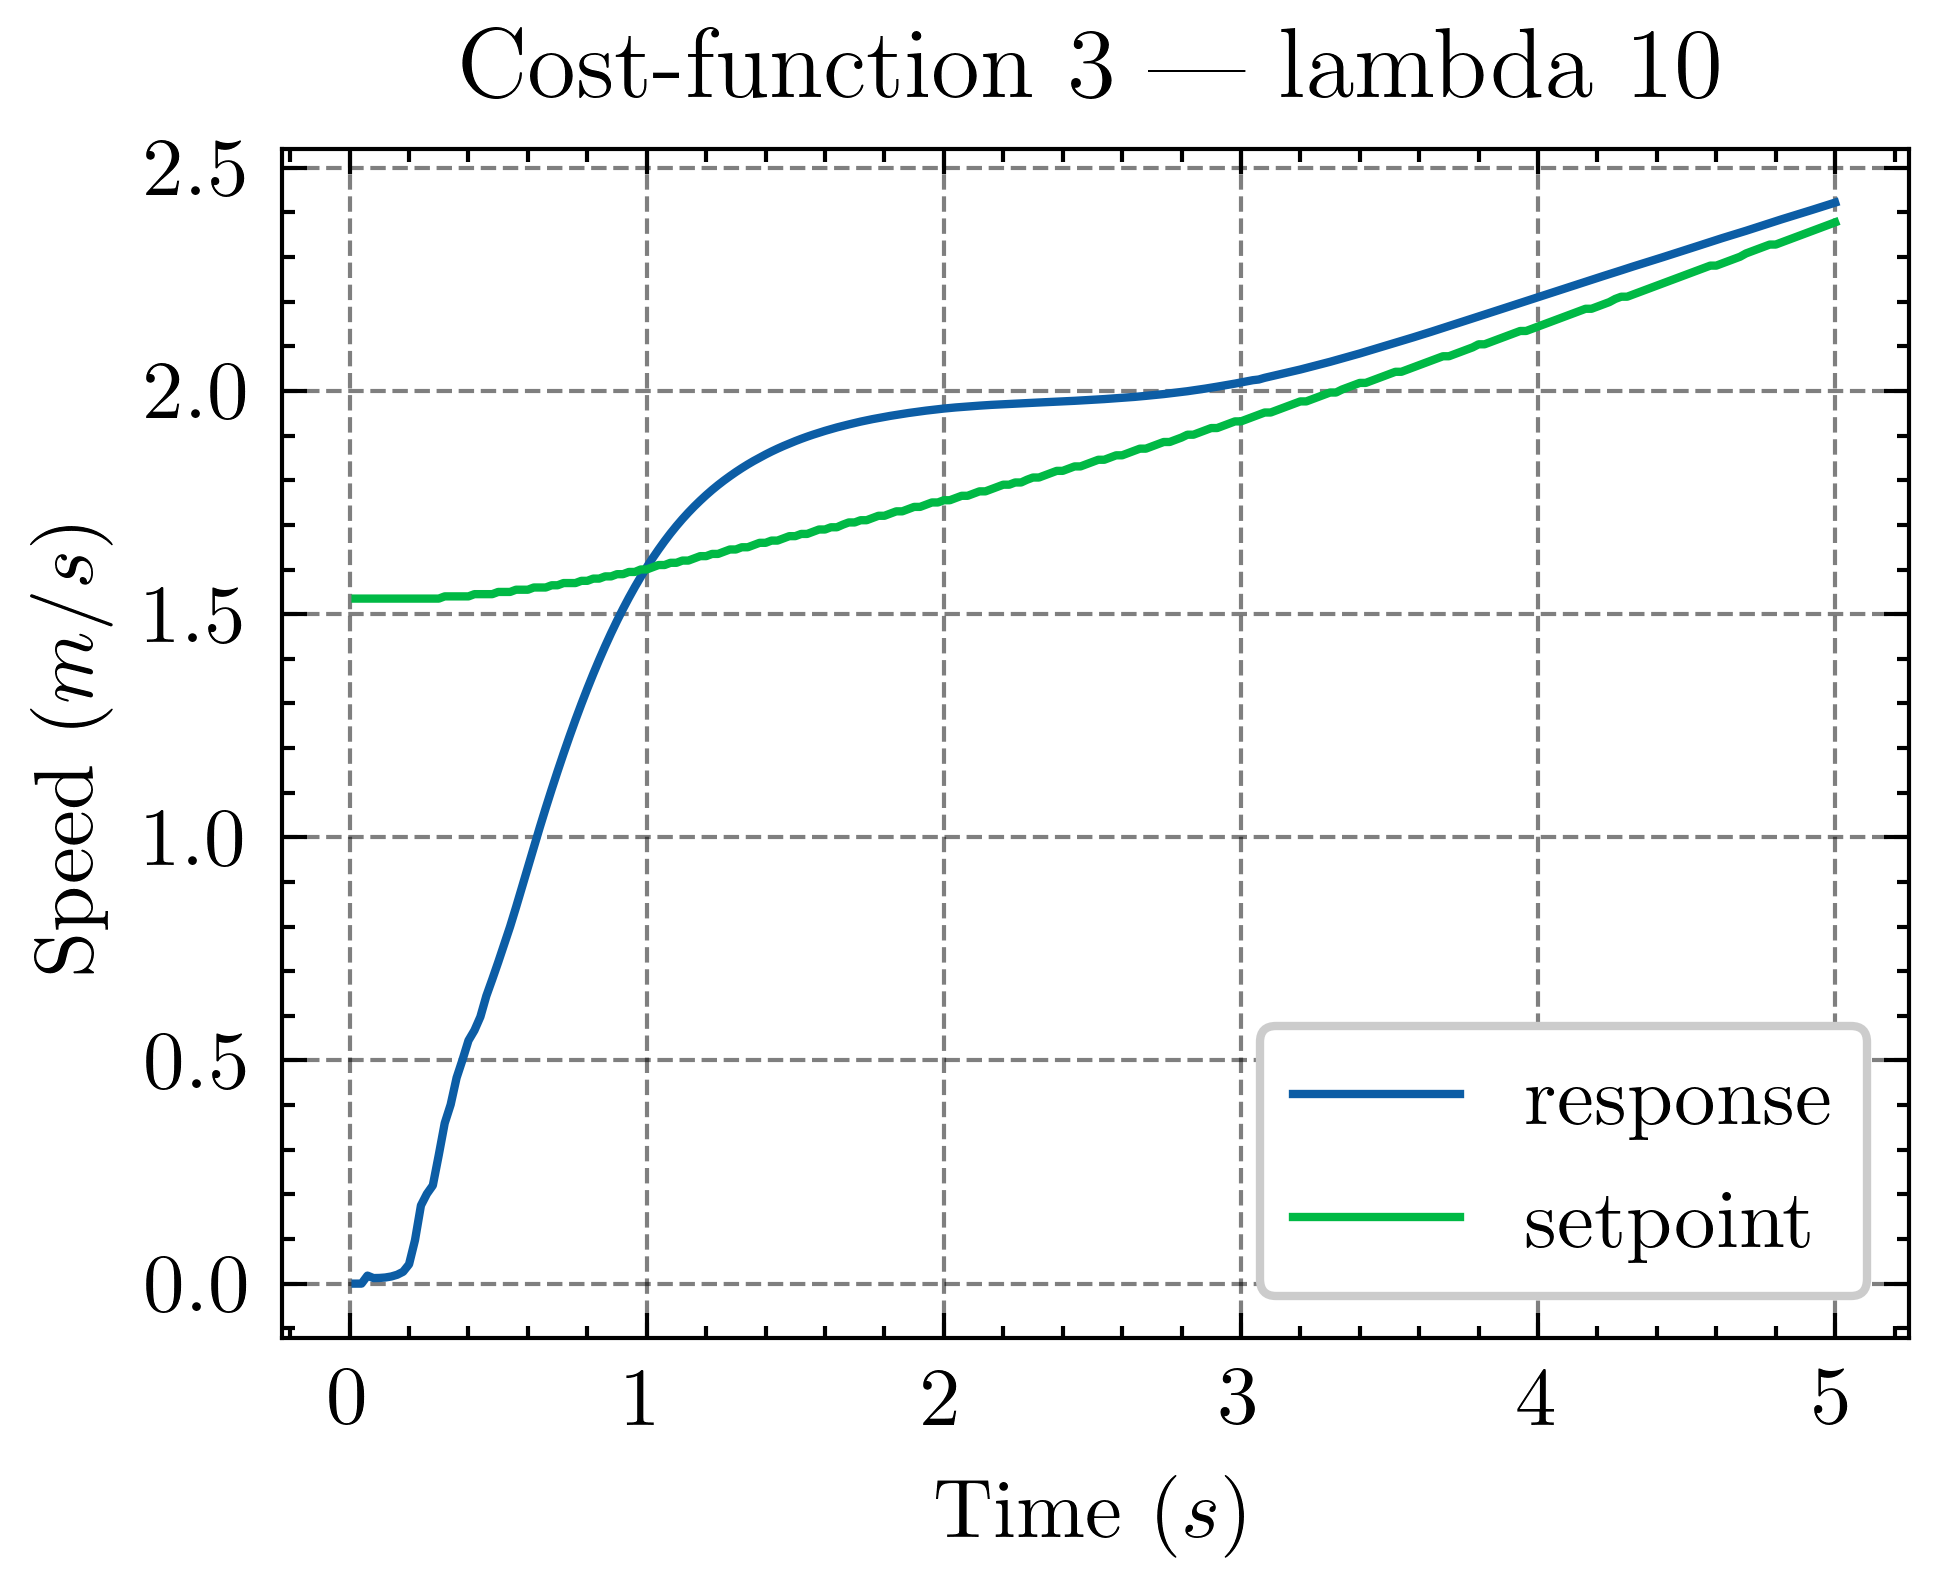 Cost-function 3 — lambda 10
Speed (m/s)
2.5
2.0
1.5
1.0
0.5
0.0
response
setpoint
0 1 2 3 4 5
Time (s)